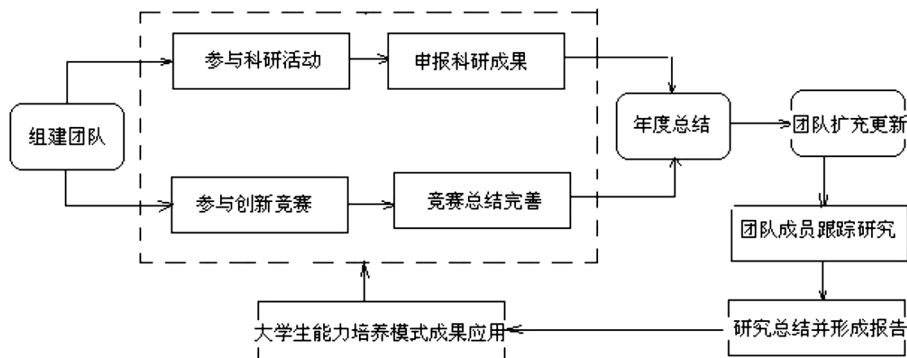 参与科研活动
申报科研成果
组建团队
年度总结
团队扩充更新
参与创新竞赛
竞赛总结完善
团队成员跟踪研究
大学生能力培养模式成果应用
研究总结并形成报告